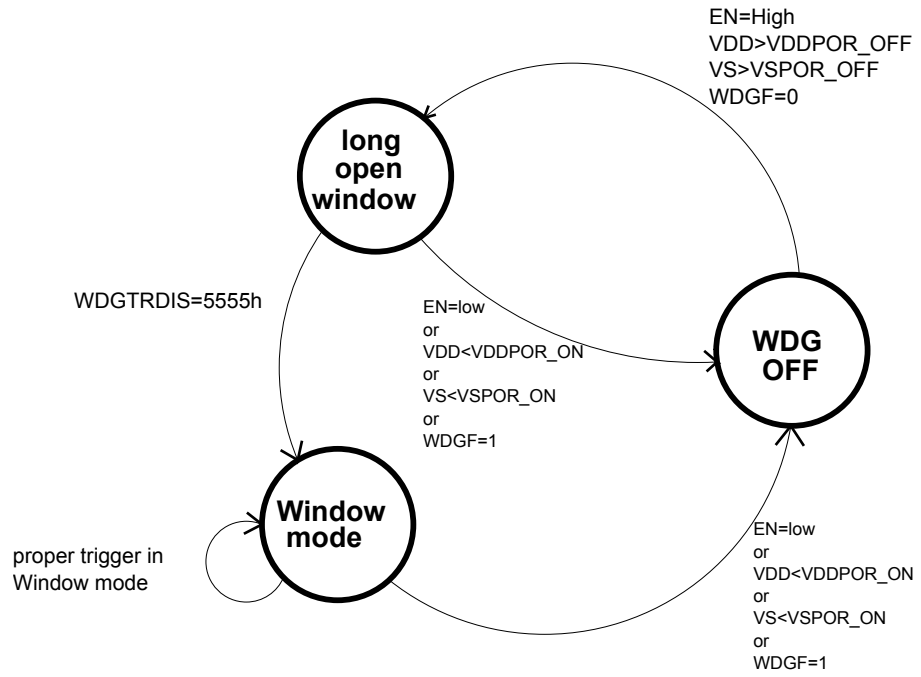 EN=High
VDD>VDDPOR_OFF
VS>VSPOR_OFF
WDGF=0
long
open
window
WDGTRDIS=5555h
EN=low
or
VDD<VDDPOR_ON
or
VS<VSPOR_ON
or
WDGF=1
WDG
OFF
Window
mode
proper trigger in
Window mode
EN=low
or
VDD<VDDPOR_ON
or
VS<VSPOR_ON
or
WDGF=1